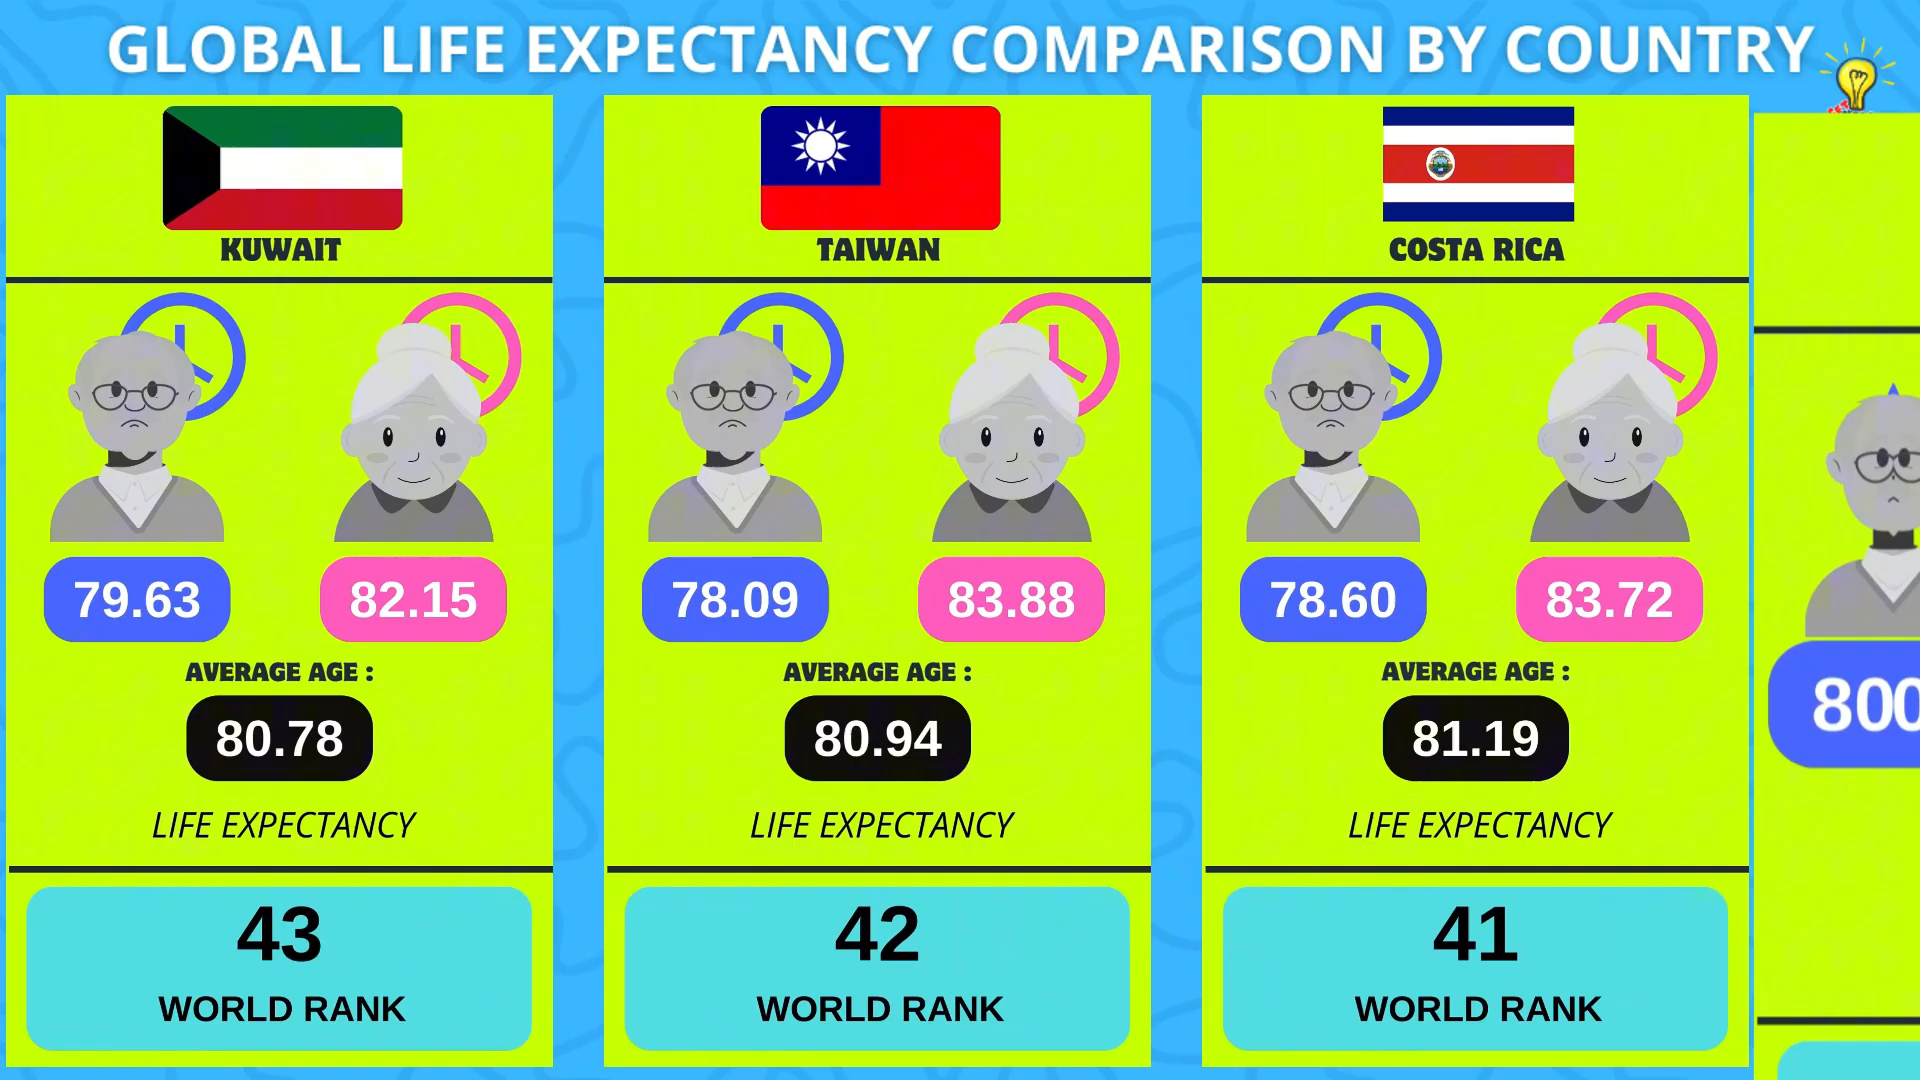 GLOBAL LIFE EXPECTANCY COMPARISON BY COUNTRY
KUWAIT
79.63
82.15
AVERAGE AGE :
80.78
LIFE EXPECTANCY
43
WORLD RANK
TAIWAN
78.09
83.88
AVERAGE AGE :
80.94
LIFE EXPECTANCY
42
WORLD RANK
COSTA RICA
78.60
83.72
AVERAGE AGE :
81.19
LIFE EXPECTANCY
41
WORLD RANK